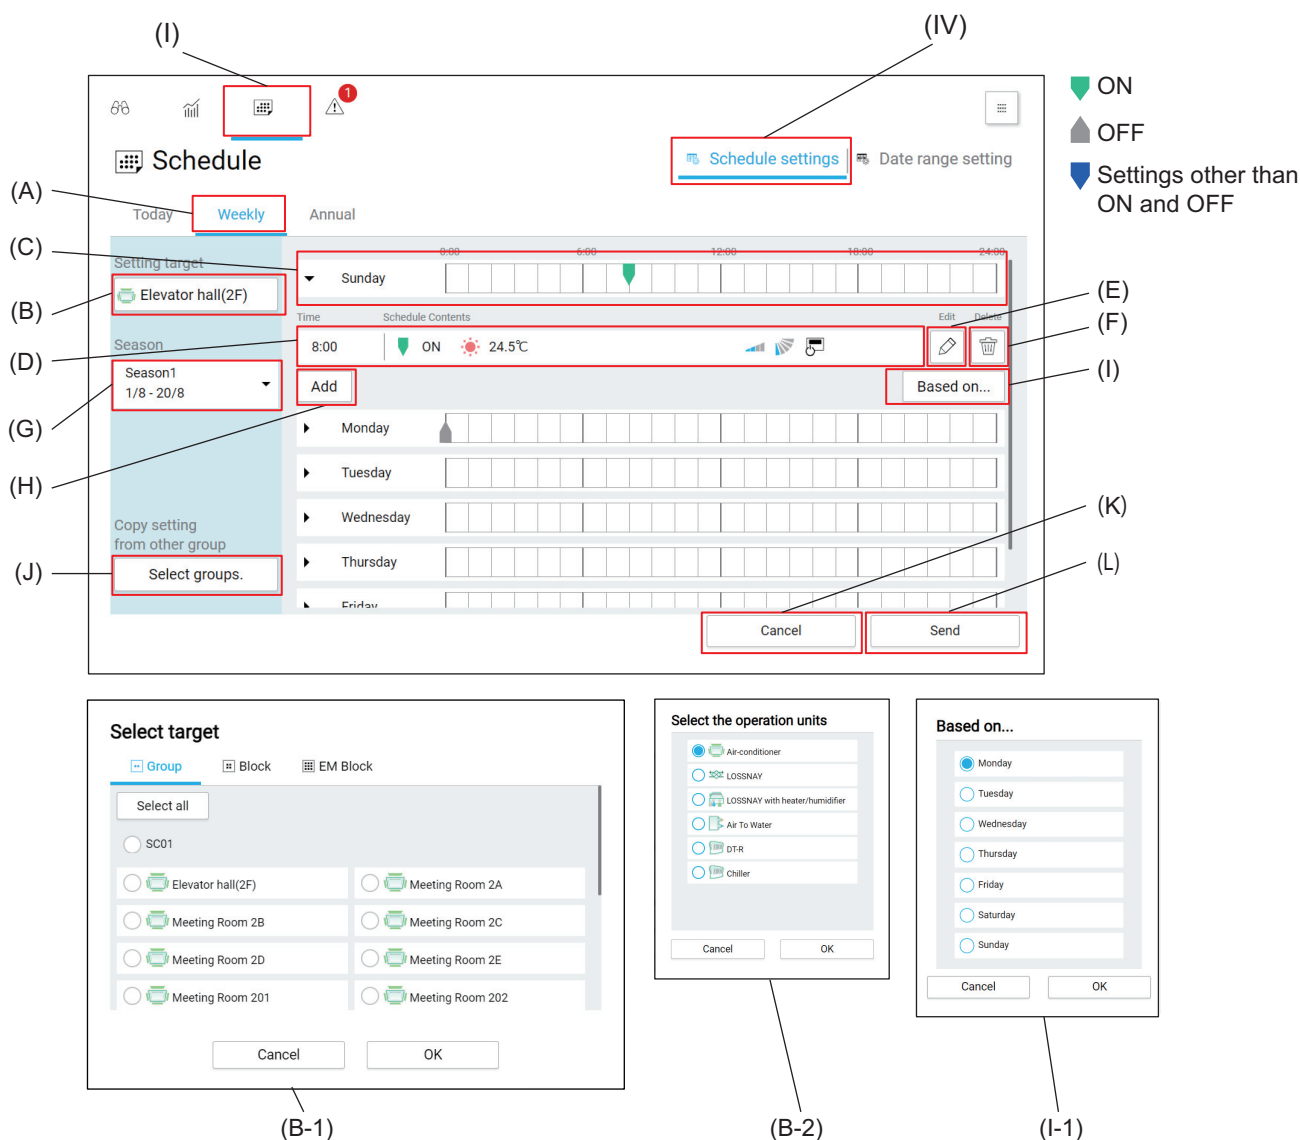 (I)
(IV)
1
ON
OFF
Settings other than
ON and OFF
Schedule
Schedule settings
Date range setting
(A)
Today
Weekly
Annual
(C)
0:00
6:00
12:00
18:00
24:00
Setting target
Sunday
(B)
Elevator hall(2F)
(E)
Time
Schedule Contents
Edit
Delete
(F)
(D)
Season
8:00
ON
24.5℃
(G)
Season1
1/8 - 20/8
Add
Based on...
(I)
Monday
(H)
Tuesday
Wednesday
(K)
Copy setting
from other group
(J)
Select groups.
Thursday
(L)
Friday
Cancel
Send
Select target
Group
Block
EM Block
Select all
SC01
Elevator hall(2F)
Meeting Room 2A
Meeting Room 2B
Meeting Room 2C
Meeting Room 2D
Meeting Room 2E
Meeting Room 201
Meeting Room 202
Cancel
OK
(B-1)
Select the operation units
Air-conditioner
LOSSNAY
LOSSNAY with heater/humidifier
Air To Water
DT-R
Chiller
Cancel
OK
(B-2)
Based on...
Monday
Tuesday
Wednesday
Thursday
Friday
Saturday
Sunday
Cancel
OK
(I-1)